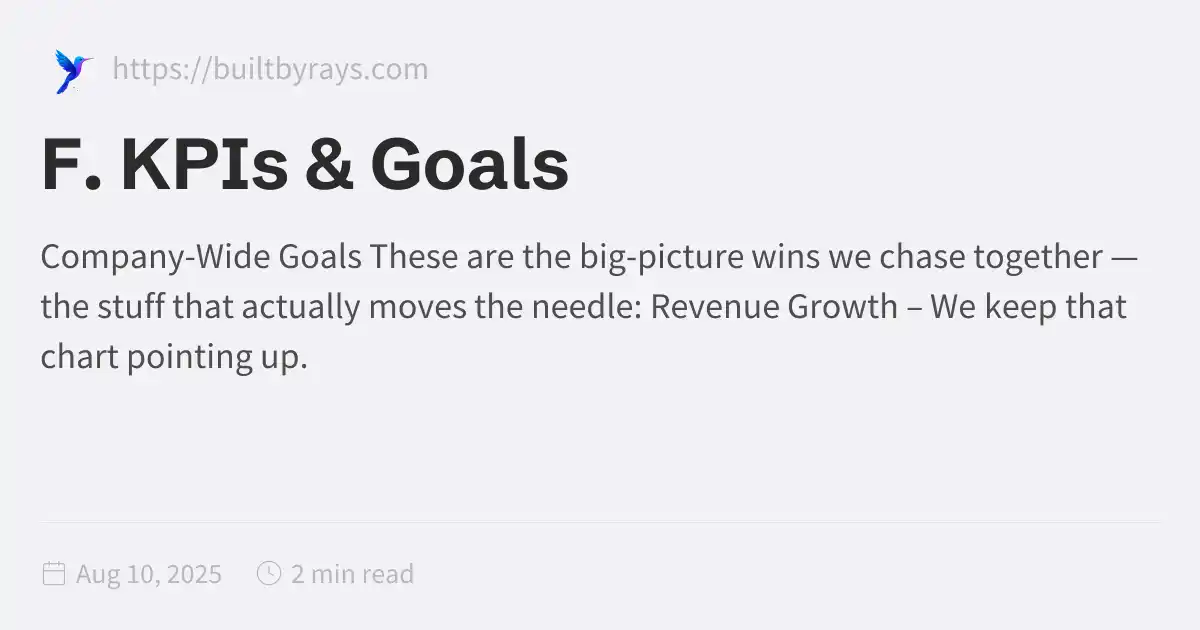 https://builtbyrays.com
F. KPIs & Goals
Company-Wide Goals These are the big-picture wins we chase together —
the stuff that actually moves the needle: Revenue Growth – We keep that
chart pointing up.
Aug 10, 2025 2 min read